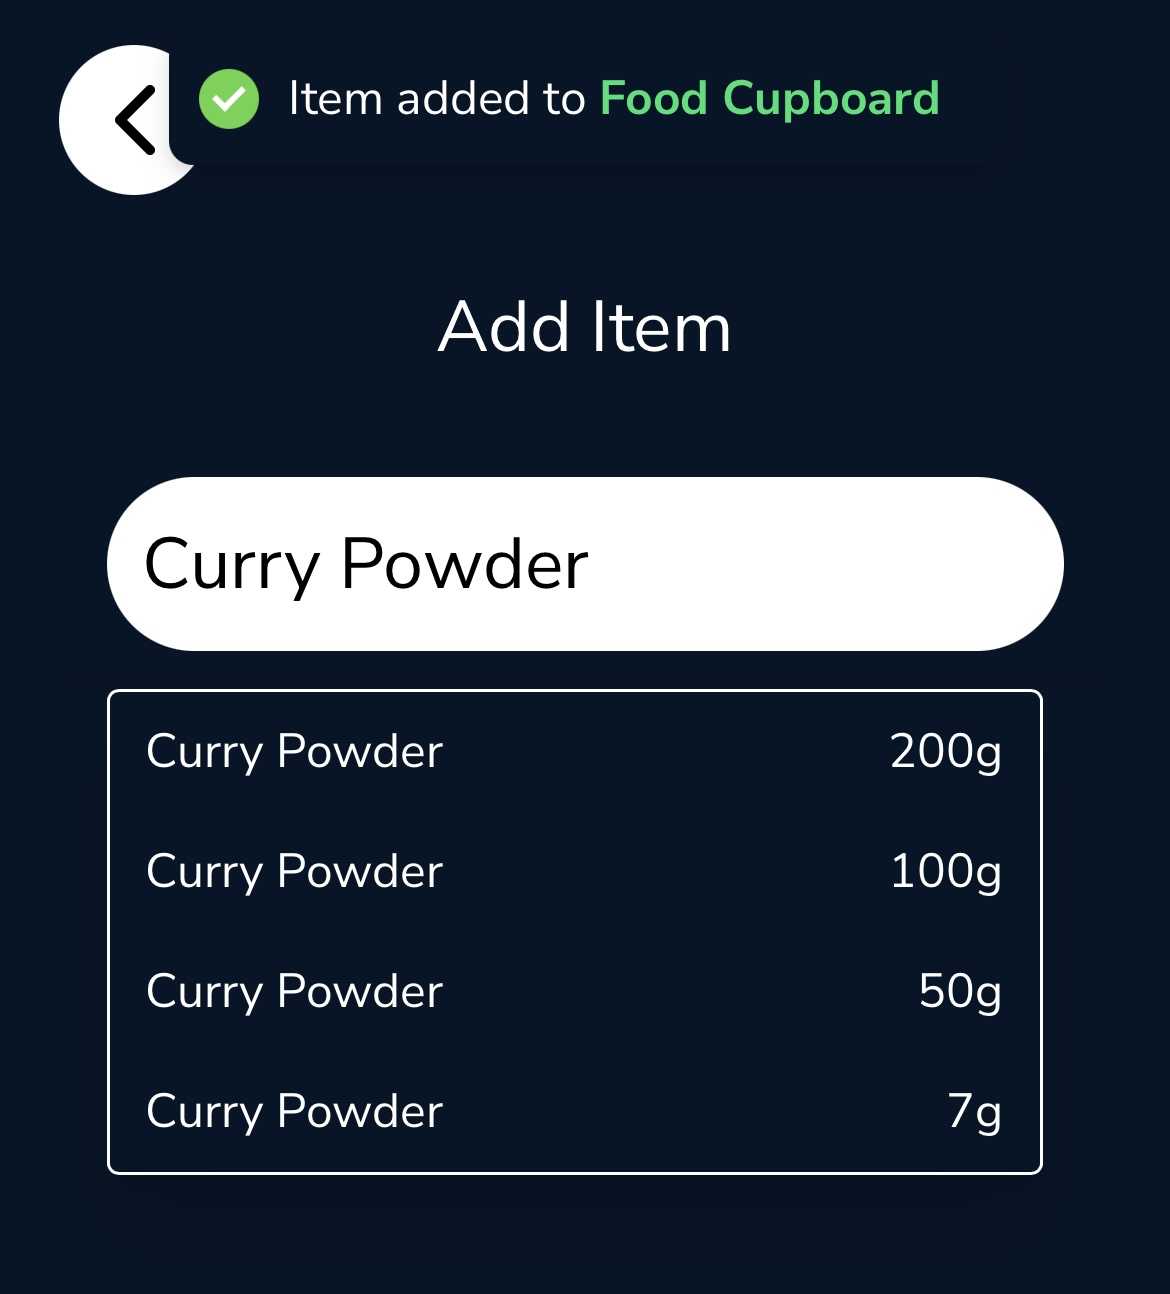 Item added to Food Cupboard
Add Item
Curry Powder
Curry Powder 200g
Curry Powder 100g
Curry Powder 50g
Curry Powder 7g